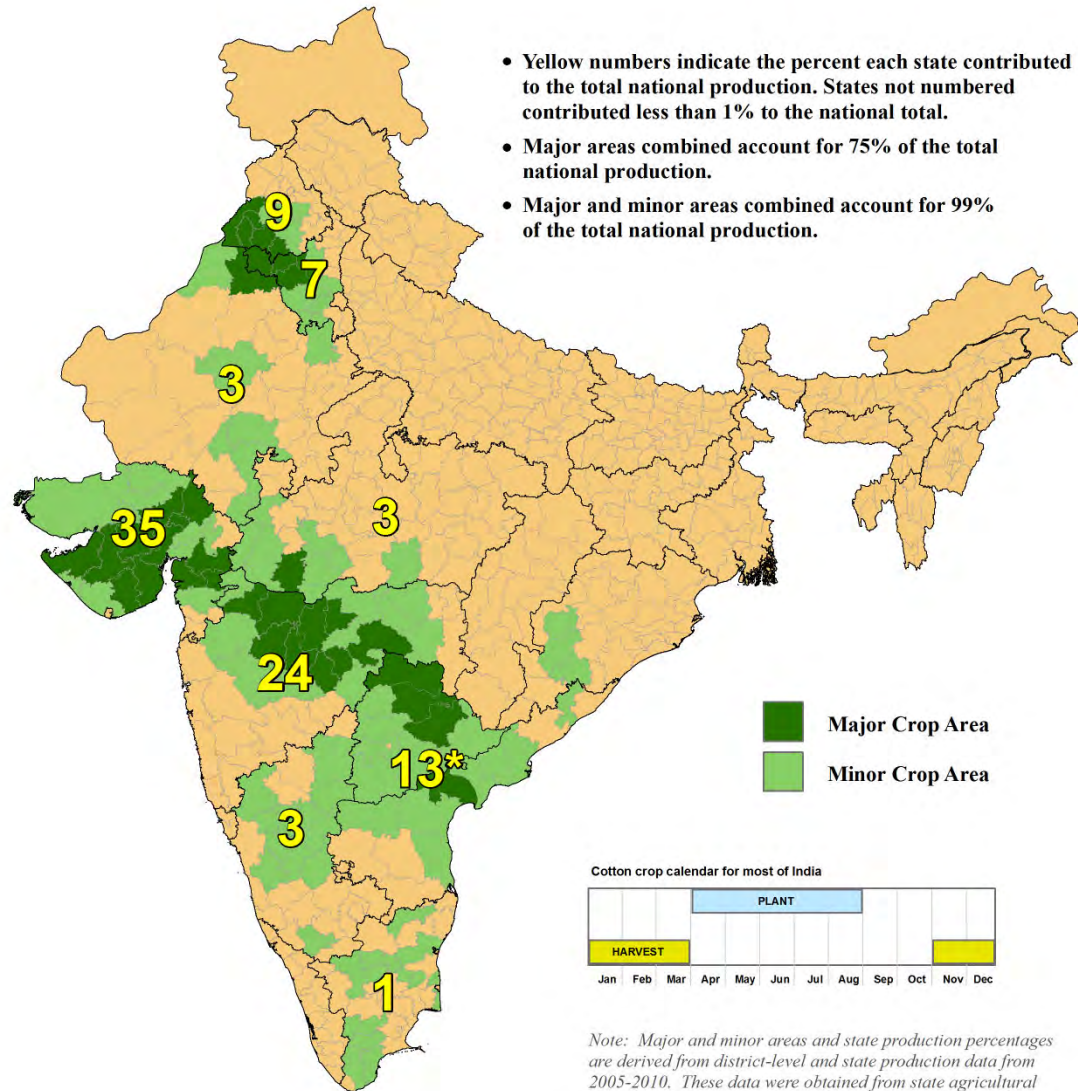 • Yellow numbers indicate the percent each state contributed
to the total national production. States not numbered
contributed less than 1% to the national total.
• Major areas combined account for 75% of the total
national production.
• Major and minor areas combined account for 99%
of the total national production.
9
7
3
35
3
24
13*
3
1
Major Crop Area
Minor Crop Area
Cotton crop calendar for most of India
PLANT
HARVEST
Jan Feb Mar Apr May Jun Jul Aug Sep Oct Nov Dec
Note: Major and minor areas and state production percentages
are derived from district-level and state production data from
2005-2010. These data were obtained from state agricultural